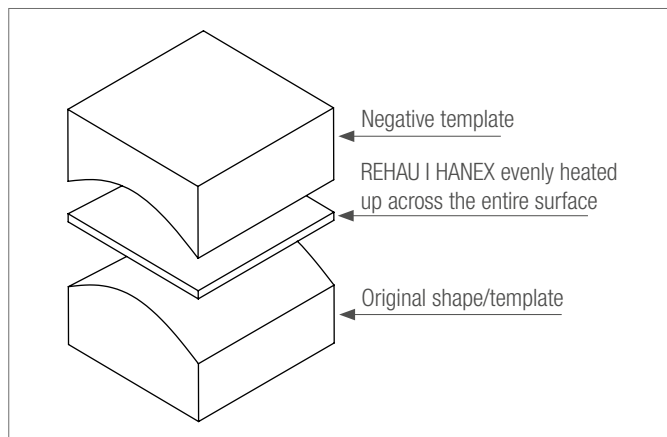 Negative template
REHAU I HANEX evenly heated
up across the entire surface
Original shape/template